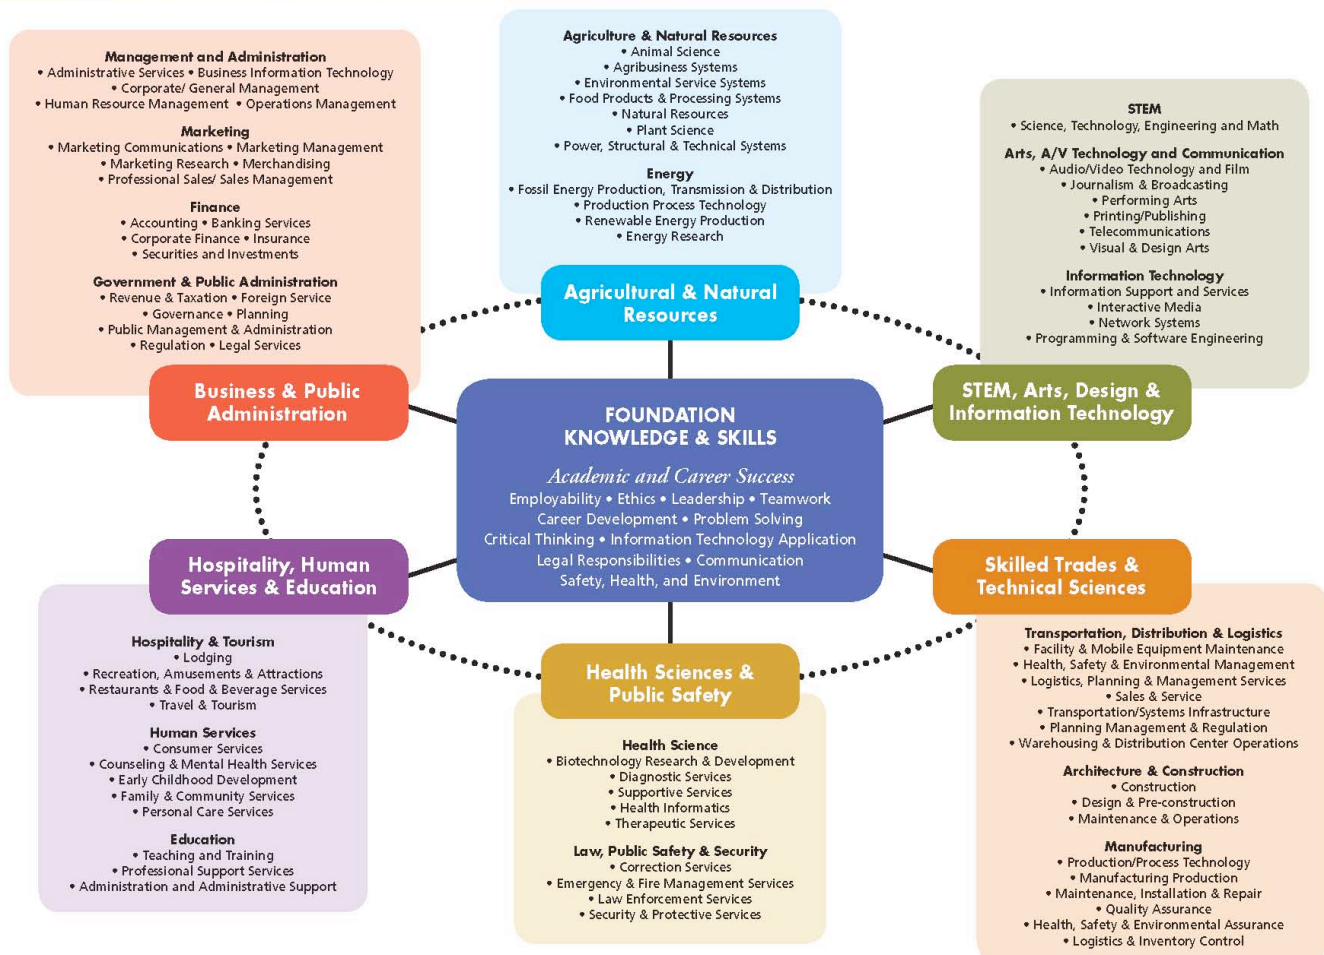 Management and Administration
• Administrative Services • Business Information Technology
• Corporate/ General Management
• Human Resource Management • Operations Management
Marketing
• Marketing Communications • Marketing Management
• Marketing Research • Merchandising
• Professional Sales/ Sales Management
Finance
• Accounting • Banking Services
• Corporate Finance • Insurance
• Securities and Investments
Government & Public Administration
• Revenue & Taxation • Foreign Service
• Governance • Planning
• Public Management & Administration
• Regulation • Legal Services
Business & Public
Administration
Agriculture & Natural Resources
• Animal Science
• Agribusiness Systems
• Environmental Service Systems
• Food Products & Processing Systems
• Natural Resources
• Plant Science
• Power, Structural & Technical Systems
Energy
• Fossil Energy Production, Transmission & Distribution
• Production Process Technology
• Renewable Energy Production
• Energy Research
Agricultural & Natural
Resources
STEM
• Science, Technology, Engineering and Math
Arts, A/V Technology and Communication
• Audio/Video Technology and Film
• Journalism & Broadcasting
• Performing Arts
• Printing/Publishing
• Telecommunications
• Visual & Design Arts
Information Technology
• Information Support and Services
• Interactive Media
• Network Systems
• Programming & Software Engineering
STEM, Arts, Design &
Information Technology
FOUNDATION
KNOWLEDGE & SKILLS
Academic and Career Success
Employability • Ethics • Leadership • Teamwork
Career Development • Problem Solving
Critical Thinking • Information Technology Application
Legal Responsibilities • Communication
Safety, Health, and Environment
Hospitality, Human
Services & Education
Hospitality & Tourism
• Lodging
• Recreation, Amusements & Attractions
• Restaurants & Food & Beverage Services
• Travel & Tourism
Human Services
• Consumer Services
• Counseling & Mental Health Services
• Early Childhood Development
• Family & Community Services
• Personal Care Services
Education
• Teaching and Training
• Professional Support Services
• Administration and Administrative Support
Health Sciences &
Public Safety
Health Science
• Biotechnology Research & Development
• Diagnostic Services
• Supportive Services
• Health Informatics
• Therapeutic Services
Law, Public Safety & Security
• Correction Services
• Emergency & Fire Management Services
• Law Enforcement Services
• Security & Protective Services
Skilled Trades &
Technical Sciences
Transportation, Distribution & Logistics
• Facility & Mobile Equipment Maintenance
• Health, Safety & Environmental Management
• Logistics, Planning & Management Services
• Sales & Service
• Transportation/Systems Infrastructure
• Planning Management & Regulation
• Warehousing & Distribution Center Operations
Architecture & Construction
• Construction
• Design & Pre-construction
• Maintenance & Operations
Manufacturing
• Production/Process Technology
• Manufacturing Production
• Maintenance, Installation & Repair
• Quality Assurance
• Health, Safety & Environmental Assurance
• Logistics & Inventory Control